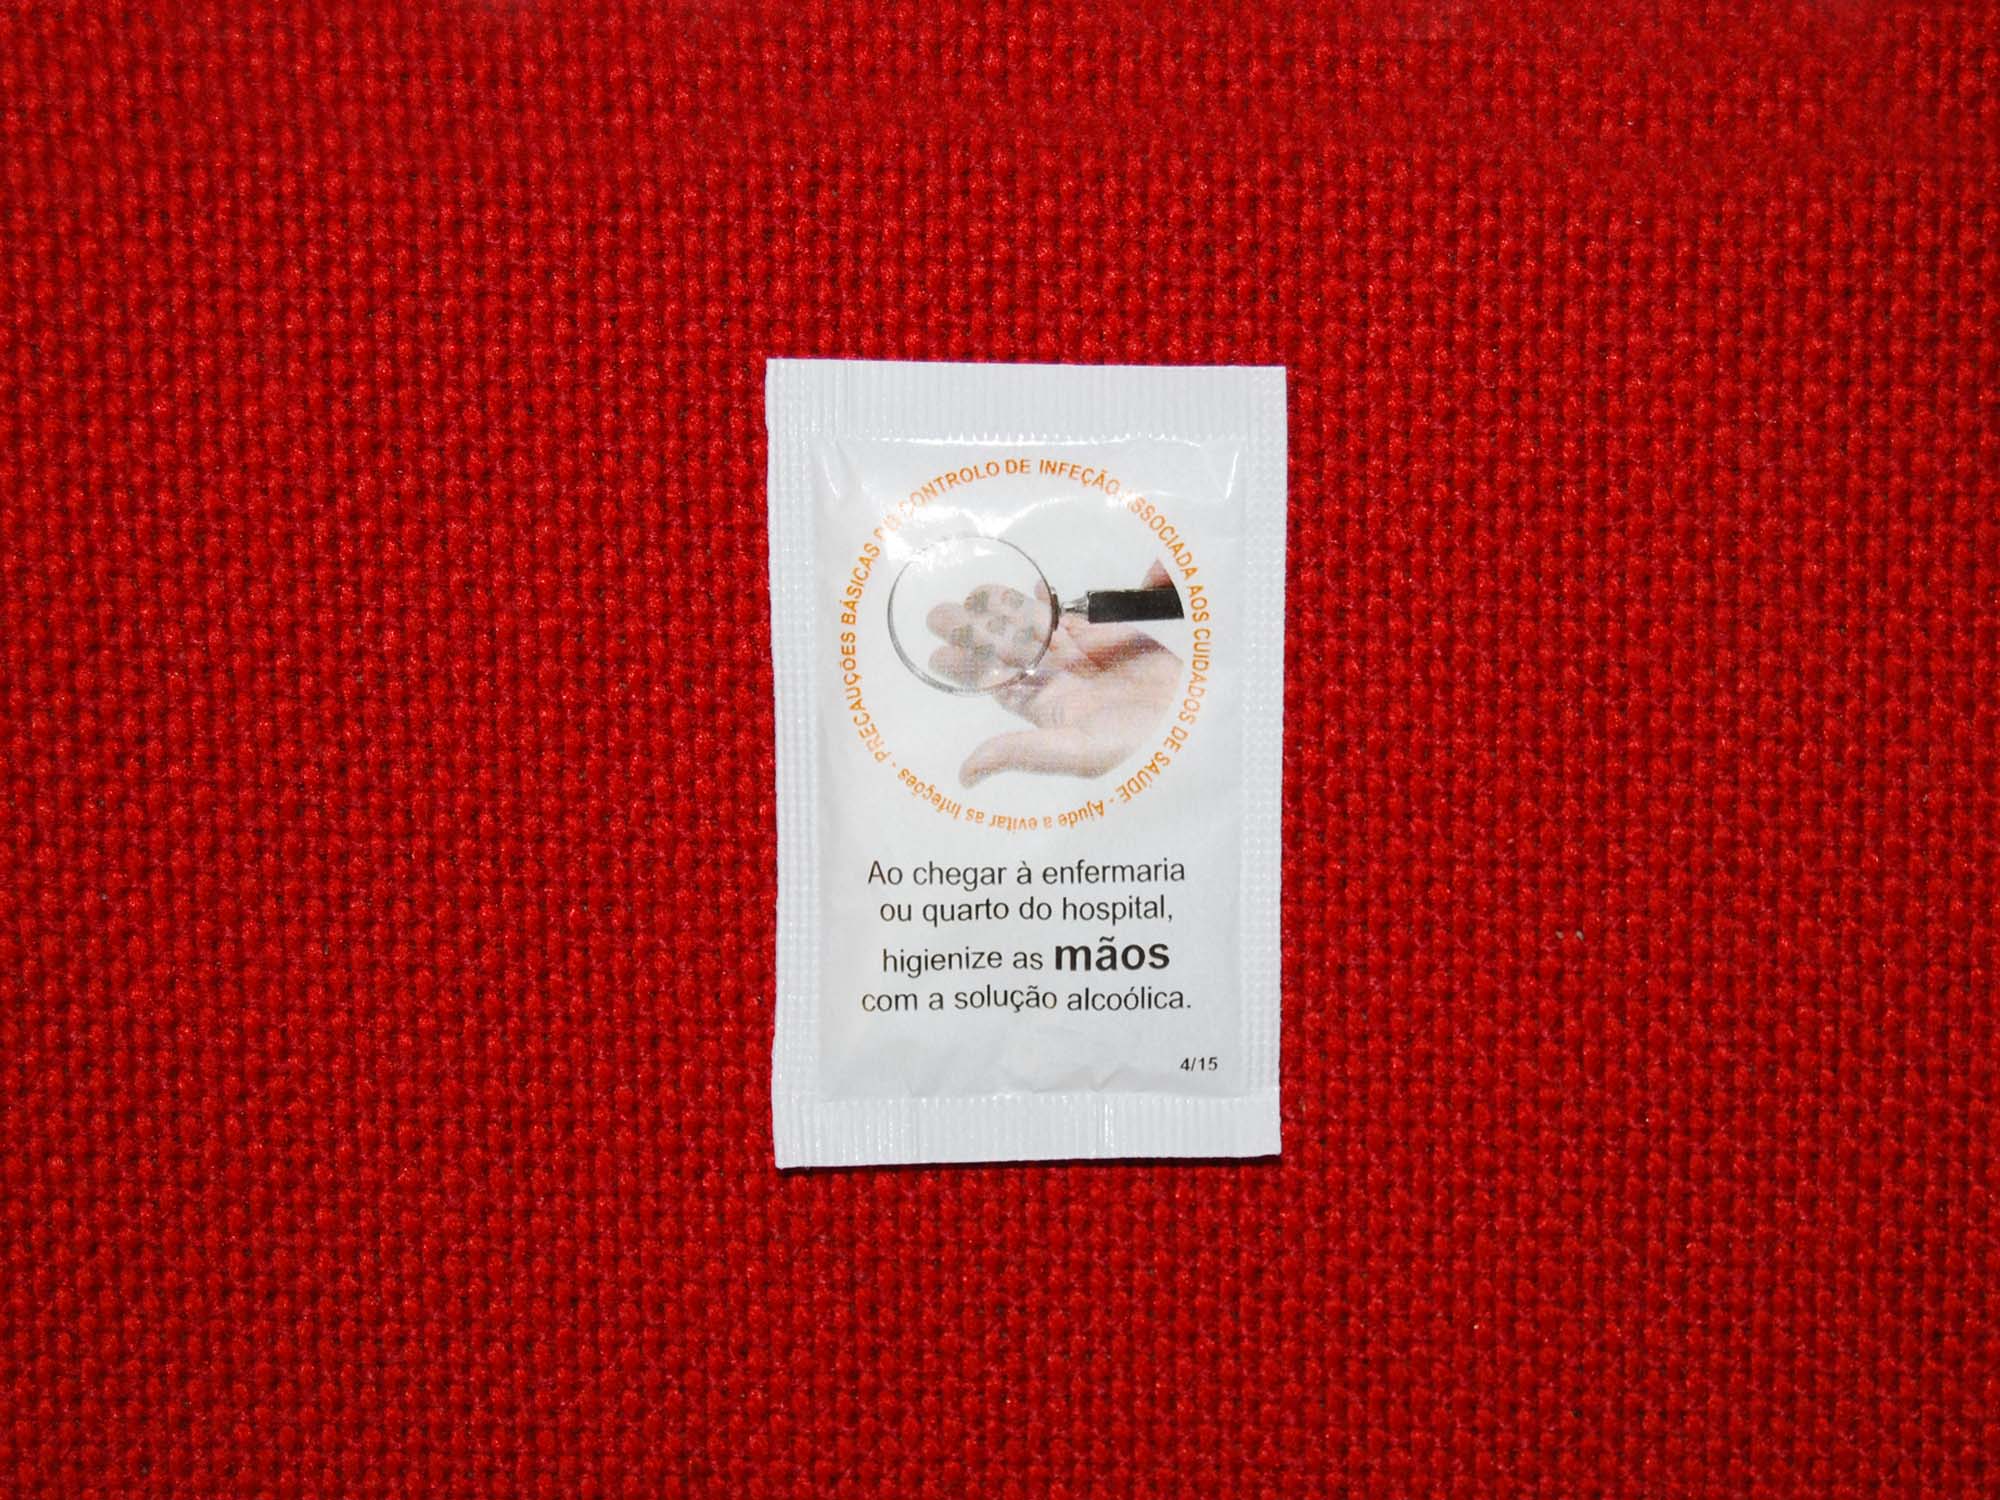 PRECAUÇÕES BÁSICAS DE CONTROLO DE INFEÇÃO ASSOCIADA AOS CUIDADOS DE SAÚDE - Ajude a evitar as Infeções -
Ao chegar à enfermaria
ou quarto do hospital,
higienize as mãos
com a solução alcoólica.
4/15